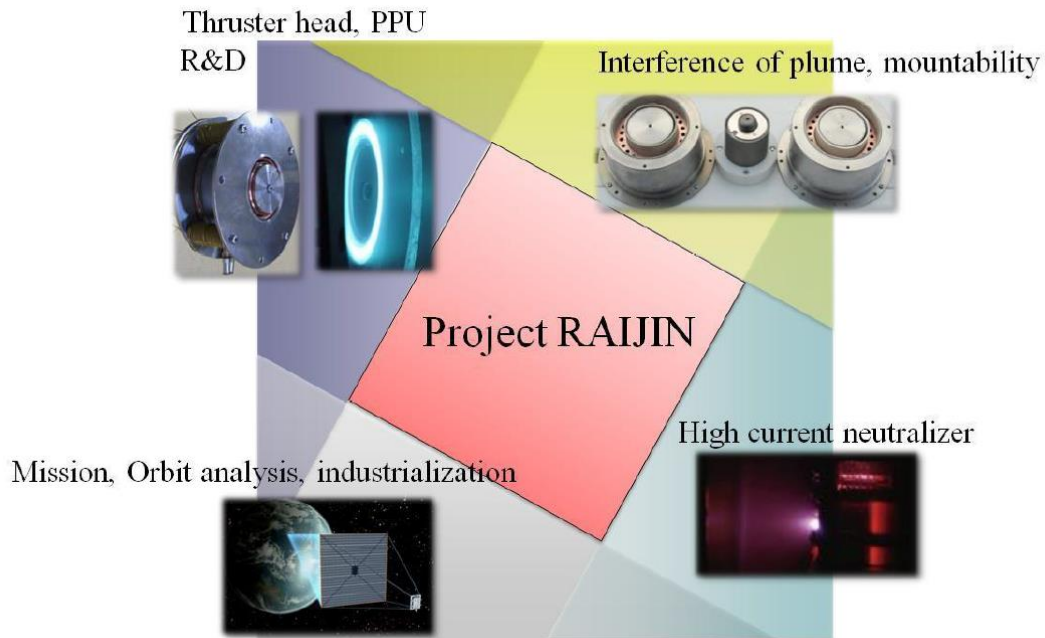 Thruster head, PPU
R&D
Interference of plume, mountability
Project RAIJIN
High current neutralizer
Mission, Orbit analysis, industrialization